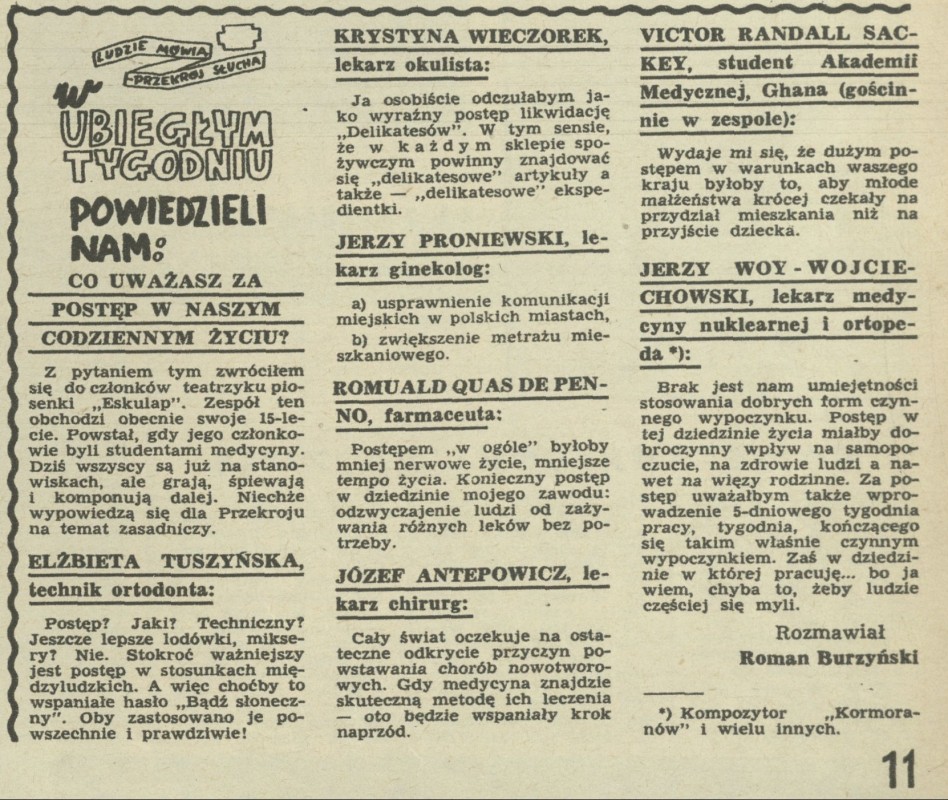 LUDZIE MÓWIĄ
-PRZEKRÓJ SŁUCHA
W
UBIEGŁYM
TYGODNIU
POWIEDZIELI
NAM:
CO UWAŻASZ ZA
POSTĘP W NASZYM
CODZIENNYM ŻYCIU?
Z pytaniem tym zwróciłem
się do członków teatrzyku pio-
senki „Eskulap”. Zespół ten
obchodzi obecnie swoje 15-le-
cie. Powstał, gdy jego członko-
wie byli studentami medycyny.
Dziś wszyscy są już na stano-
wiskach, ale grają, śpiewają
i komponują dalej. Niechże
wypowiedzą się dla Przekroju
na temat zasadniczy.
ELŻBIETA TUSZYŃSKA,
technik ortodonta:
Postęp? Jaki? Techniczny?
Jeszcze lepsze lodówki, mikse-
ry? Nie. Stokroć ważniejszy
jest postęp w stosunkach mię-
dzyludzkich. A więc choćby to
wspaniałe hasło „Bądź słonecz-
ny”. Oby zastosowano je po-
wszechnie i prawdziwie!
KRYSTYNA WIECZOREK,
lekarz okulista:
Ja osobiście odczułabym ja-
ko wyraźny postęp likwidację
„Delikatesów”. W tym sensie,
że w każdym sklepie spo-
żywczym powinny znajdować
się „delikatesowe” artykuły a
także — „delikatesowe” ekspe-
dientki.
JERZY PRONIEWSKI, le-
karz ginekolog:
a) usprawnienie komunikacji
miejskich w polskich miastach,
b) zwiększenie metrażu mie-
szkaniowego.
ROMUALD QUAS DE PEN-
NO, farmaceuta:
Postępem „w ogóle” byłoby
mniej nerwowe życie, mniejsze
tempo życia. Konieczny postęp
w dziedzinie mojego zawodu:
odzwyczajenie ludzi od zaży-
wania różnych leków bez po-
trzeby.
JÓZEF ANTEPOWICZ, le-
karz chirurg:
Cały świat oczekuje na osta-
teczne odkrycie przyczyn po-
wstawania chorób nowotworo-
wych. Gdy medycyna znajdzie
skuteczną metodę ich leczenia
— oto będzie wspaniały krok
naprzód.
VICTOR RANDALL SAC-
KEY, student Akademii
Medycznej, Ghana (gościn-
nie w zespole):
Wydaje mi się, że dużym po-
stępem w warunkach waszego
kraju byłoby to, aby młode
małżeństwa krócej czekały na
przydział mieszkania niż na
przyjście dziecka.
JERZY WOY-WOJCIE-
CHOWSKI, lekarz medy-
cyny nuklearnej i ortope-
da *):
Brak jest nam umiejętności
stosowania dobrych form czyn-
nego wypoczynku. Postęp w
tej dziedzinie życia miałby do-
broczynny wpływ na samopo-
czucie, na zdrowie ludzi a na-
wet na więzy rodzinne. Za po-
stęp uważałbym także wpro-
wadzenie 5-dniowego tygodnia
pracy, tygodnia, kończącego
się takim właśnie czynnym
wypoczynkiem. Zaś w dziedzi-
nie w której pracuję... bo ja
wiem, chyba to, żeby ludzie
częściej się myli.
Rozmawiał
Roman Burzyński
*) Kompozytor „Kormora-
nów” i wielu innych.
11